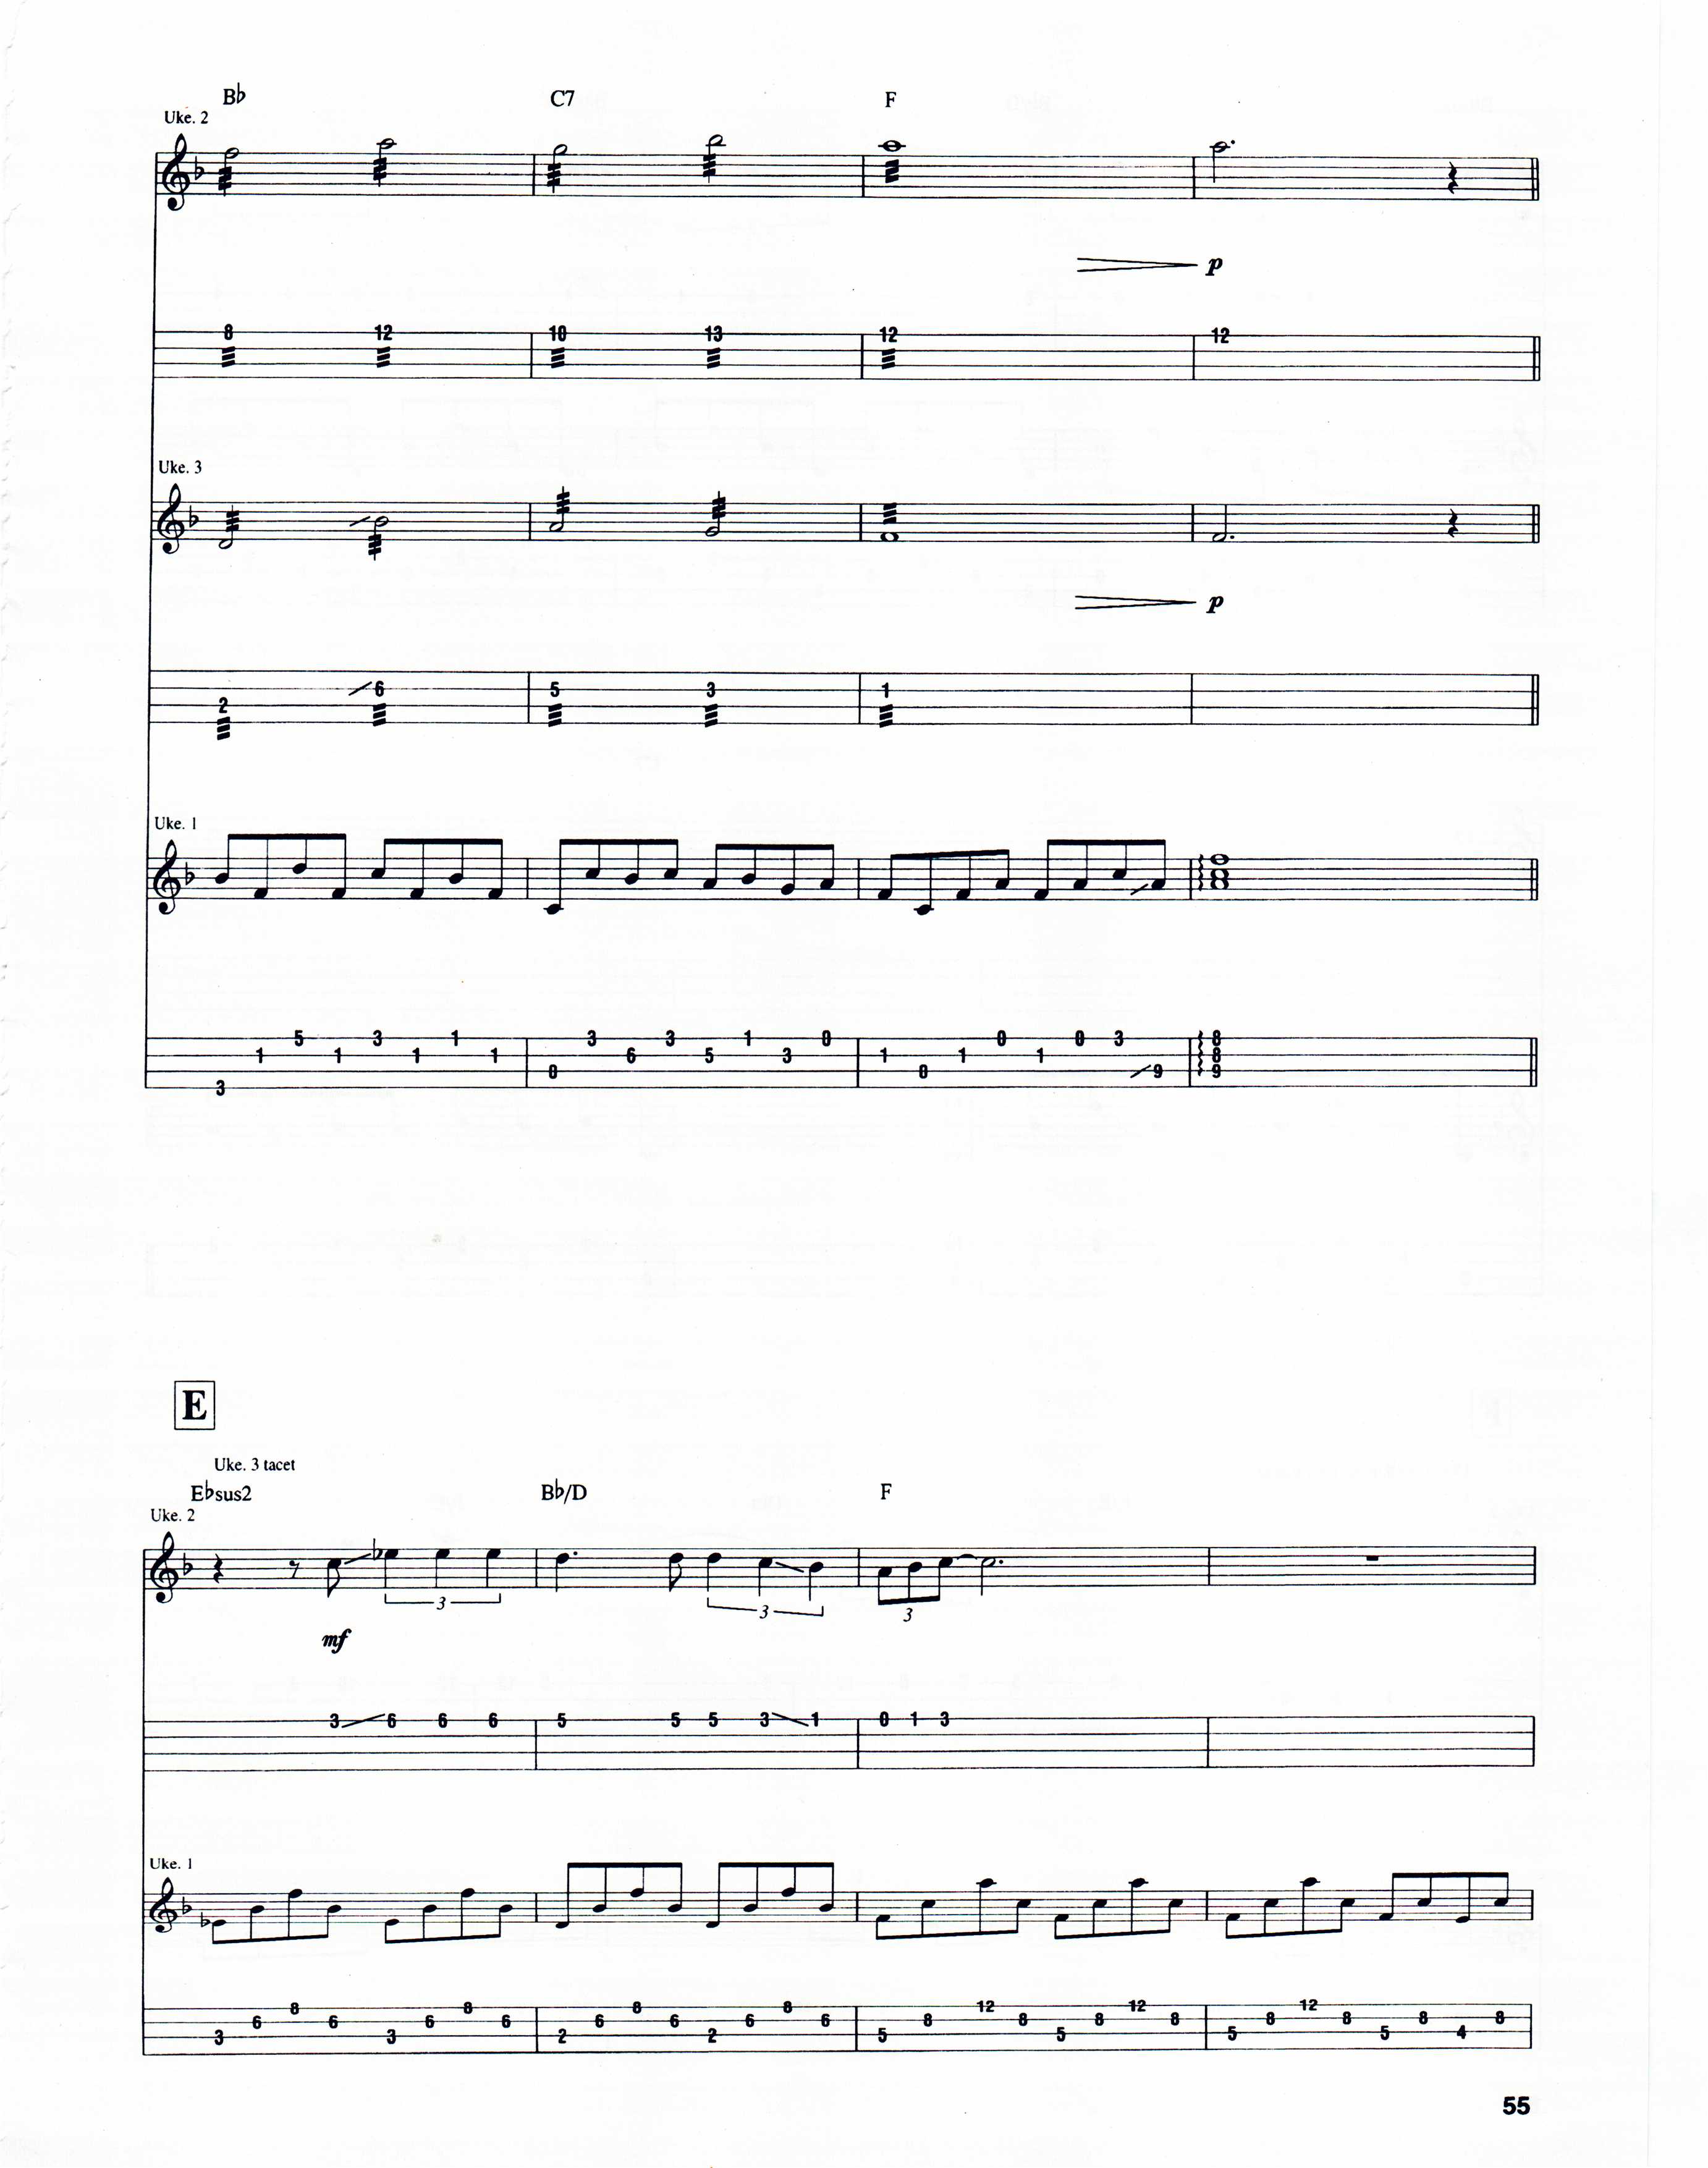 B♭ C7 F
Uke. 2
p
8 12 10 13 12 12
Uke. 3
p
6 5 3 1
2
Uke. 1
5 3 1 3 3 1 0 0 0 3 8
1 1 1 1 6 5 3 1 1 1 8
0 0 9 9
3
E
Uke. 3 tacet
E♭sus2 B♭/D F
Uke. 2
3 3 3
mf
3 6 6 6 5 5 5 3 1 0 1 3
Uke. 1
8 8 8 8 12 12 12
6 6 6 6 6 6 6 6 8 8 8 8 8 8 8 8
3 3 2 2 5 5 5 5 4
55